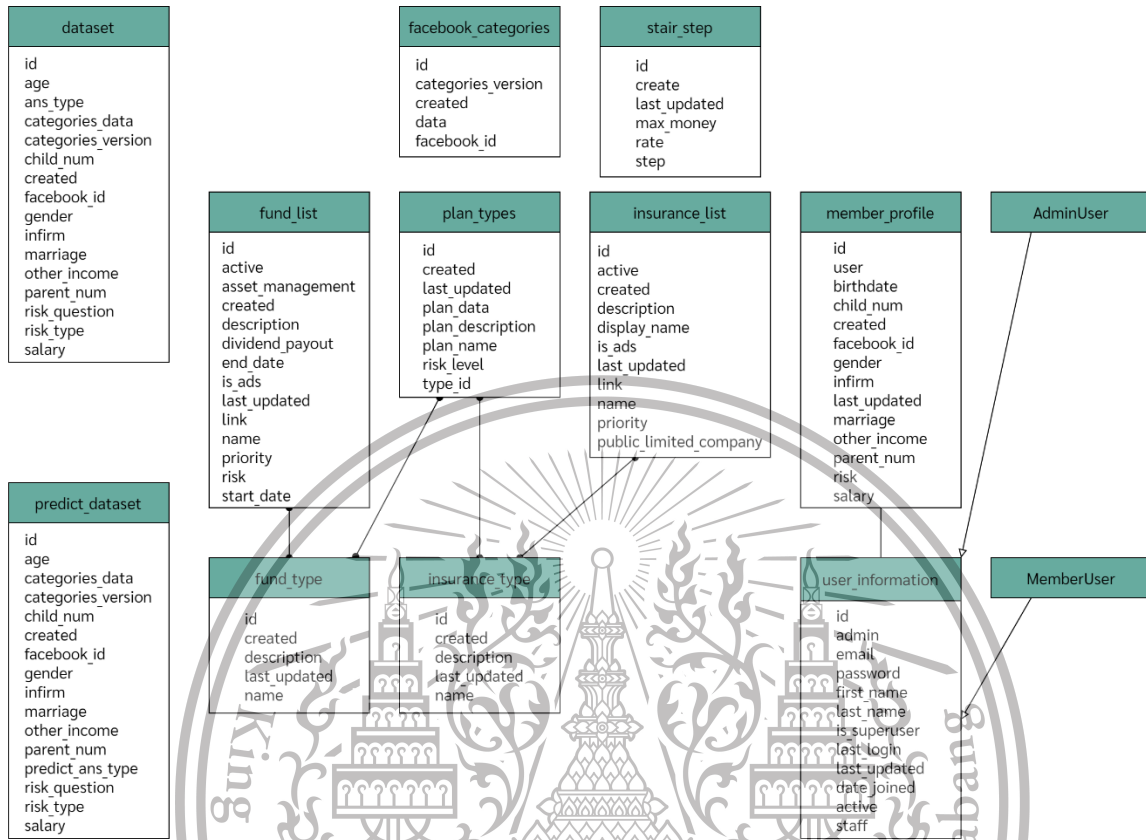 dataset
id
age
ans_type
categories_data
categories_version
child_num
created
facebook_id
gender
infirm
marriage
other_income
parent_num
risk_question
risk_type
salary
facebook_categories
id
categories_version
created
data
facebook_id
stair_step
id
create
last_updated
max_money
rate
step
fund_list
id
active
asset_management
created
description
dividend_payout
end_date
is_ads
last_updated
link
name
priority
risk
start_date
plan_types
id
created
last_updated
plan_data
plan_description
plan_name
risk_level
type_id
insurance_list
id
active
created
description
display_name
is_ads
last_updated
link
name
priority
public_limited_company
member_profile
id
user
birthdate
child_num
created
facebook_id
gender
infirm
last_updated
marriage
other_income
parent_num
risk
salary
AdminUser
predict_dataset
id
age
categories_data
categories_version
child_num
created
facebook_id
gender
infirm
marriage
other_income
parent_num
predict_ans_type
risk_question
risk_type
salary
fund_type
id
created
description
last_updated
name
insurance_type
id
created
description
last_updated
name
user_information
id
admin
email
password
first_name
last_name
is_superuser
last_login
last_updated
date_joined
active
staff
MemberUser
King